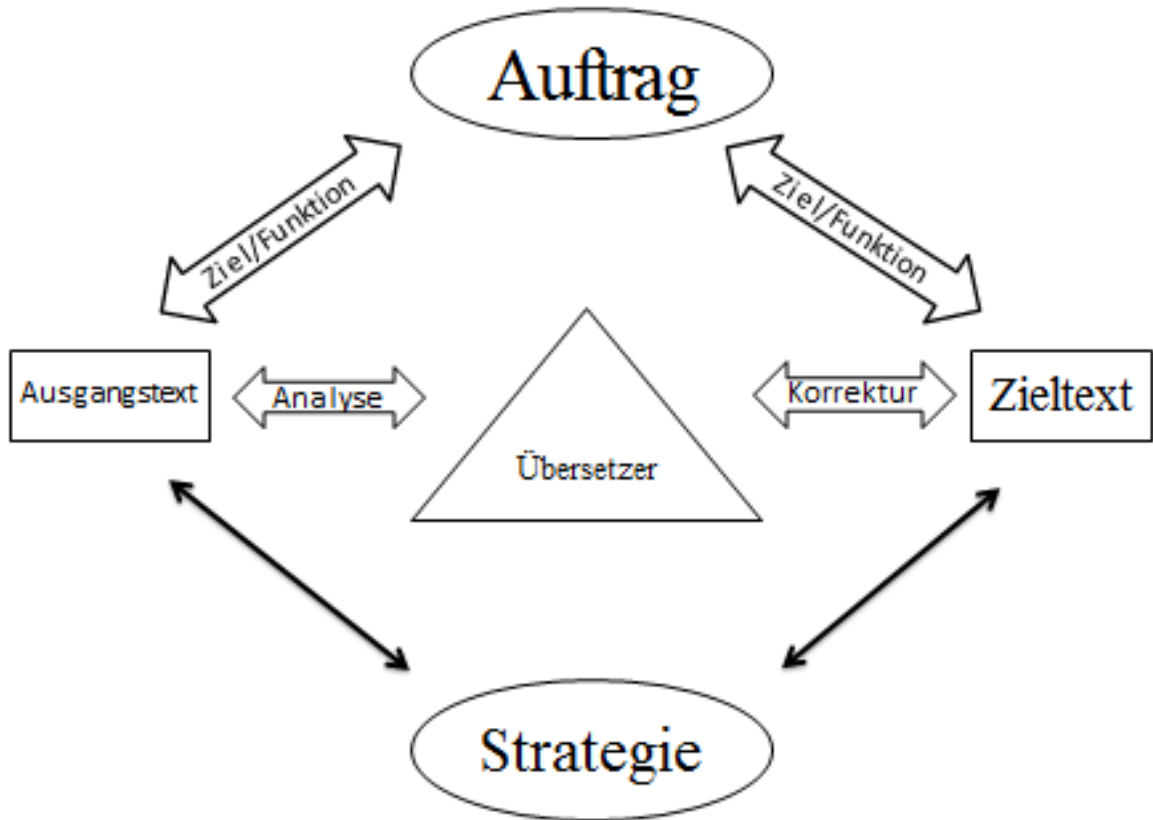 Auftrag
Ziel/Funktion
Ziel/Funktion
Ausgangstext
Analyse
Korrektur
Zieltext
Übersetzer
Strategie